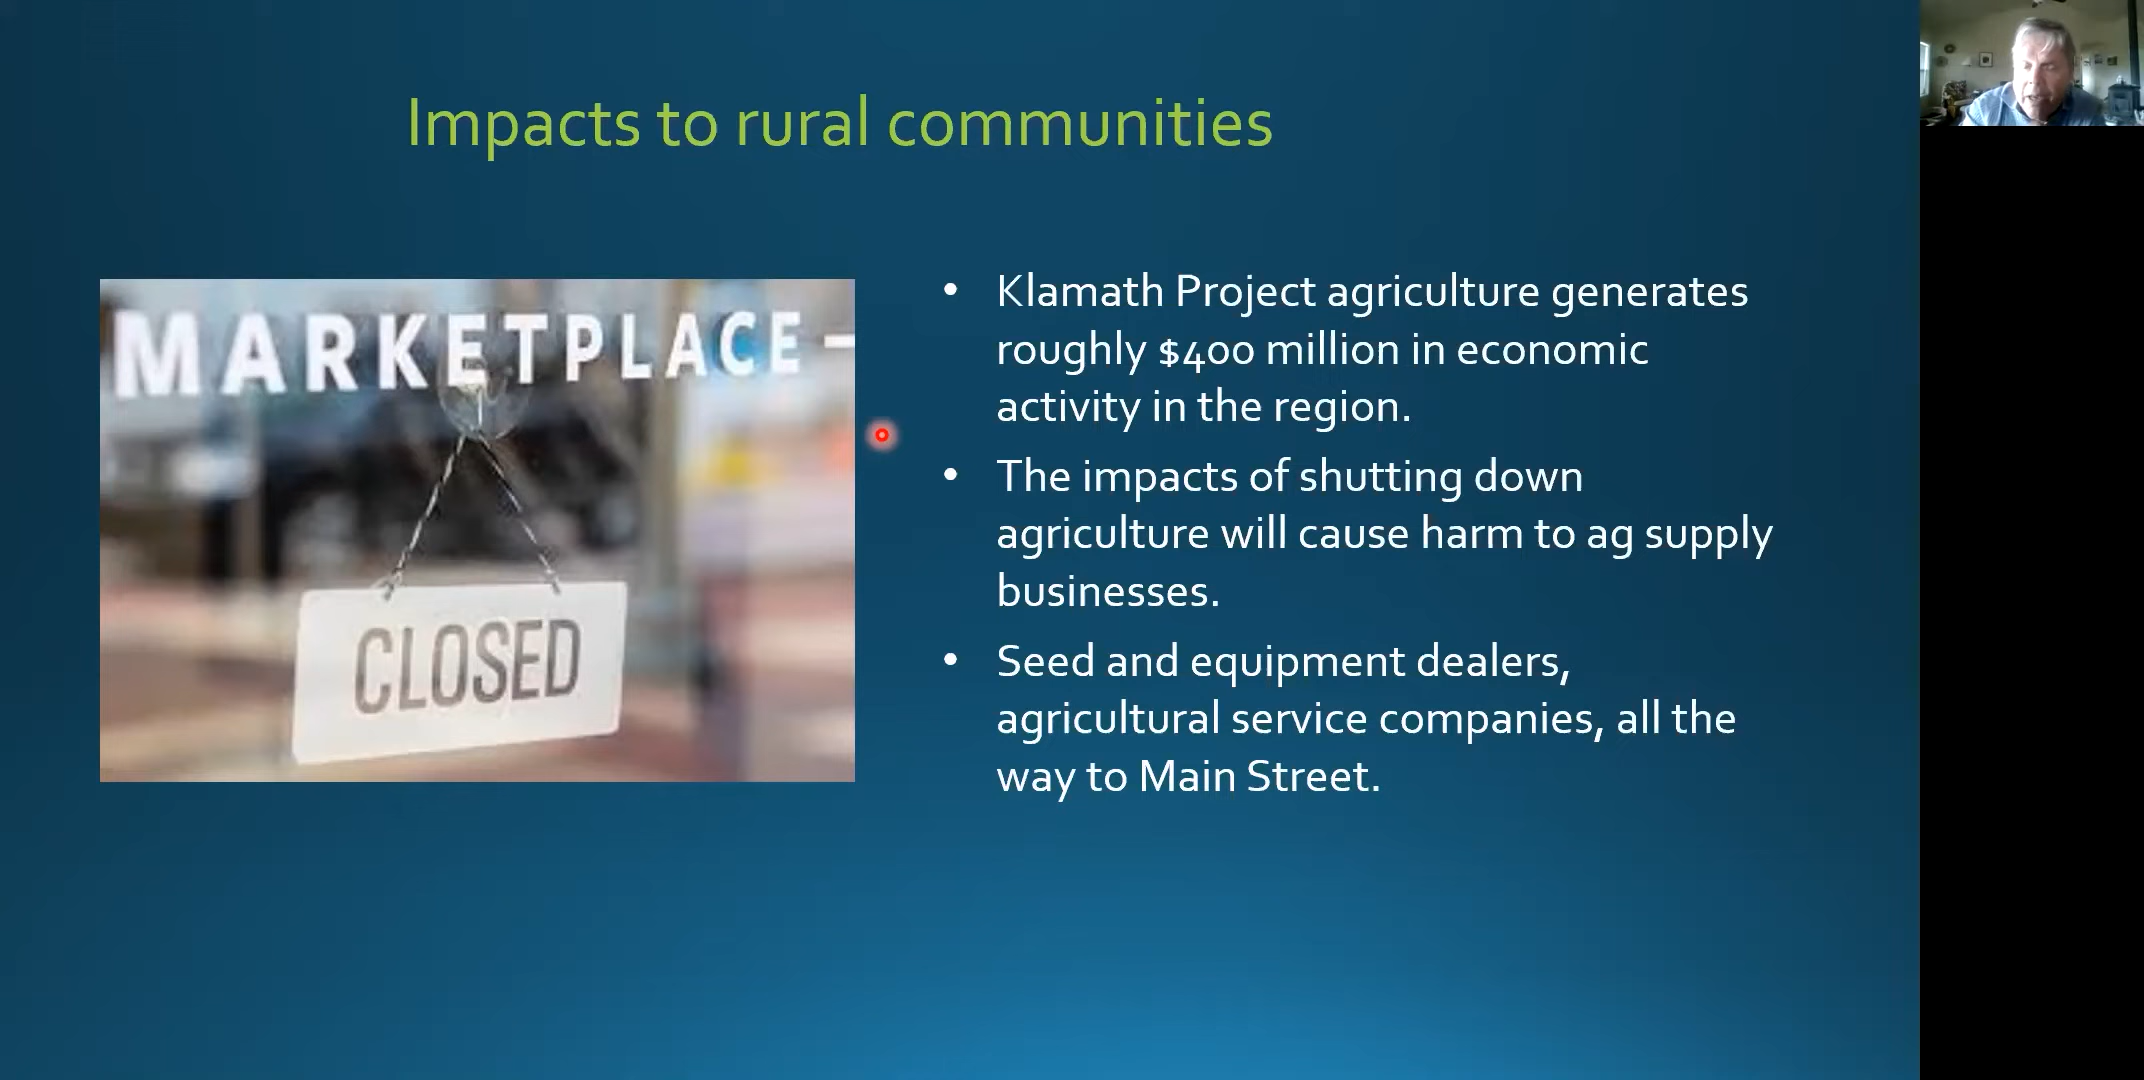 Impacts to rural communities
MARKETPLACE –
CLOSED
• Klamath Project agriculture generates
roughly $400 million in economic
activity in the region.
• The impacts of shutting down
agriculture will cause harm to ag supply
businesses.
• Seed and equipment dealers,
agricultural service companies, all the
way to Main Street.